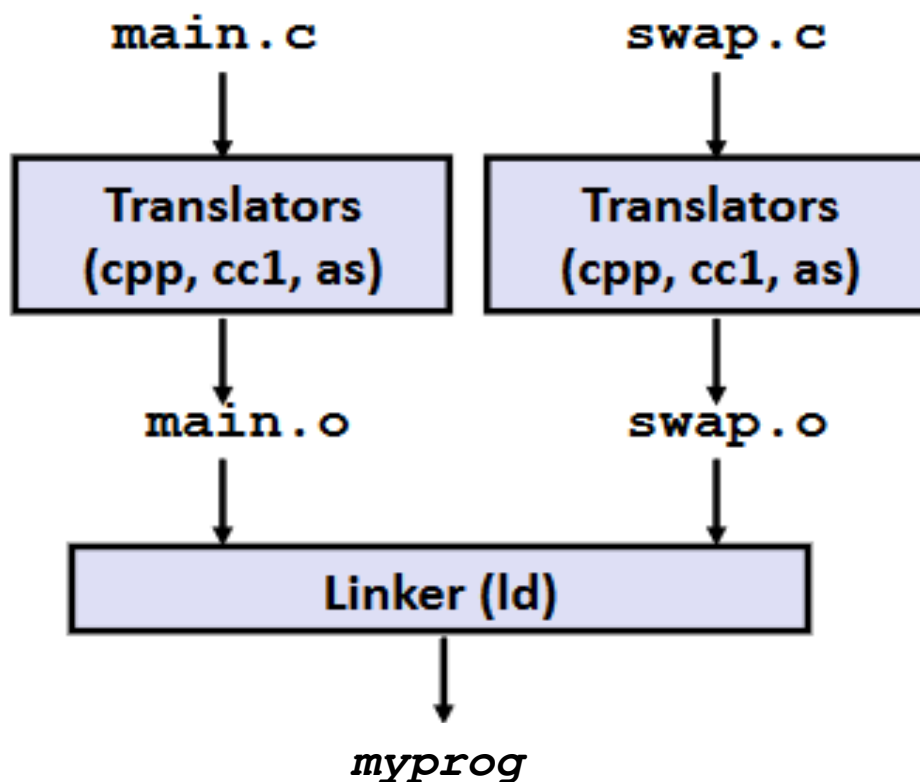 main.c
swap.c
Translators
(cpp, cc1, as)
Translators
(cpp, cc1, as)
main.o
swap.o
Linker (ld)
myprog